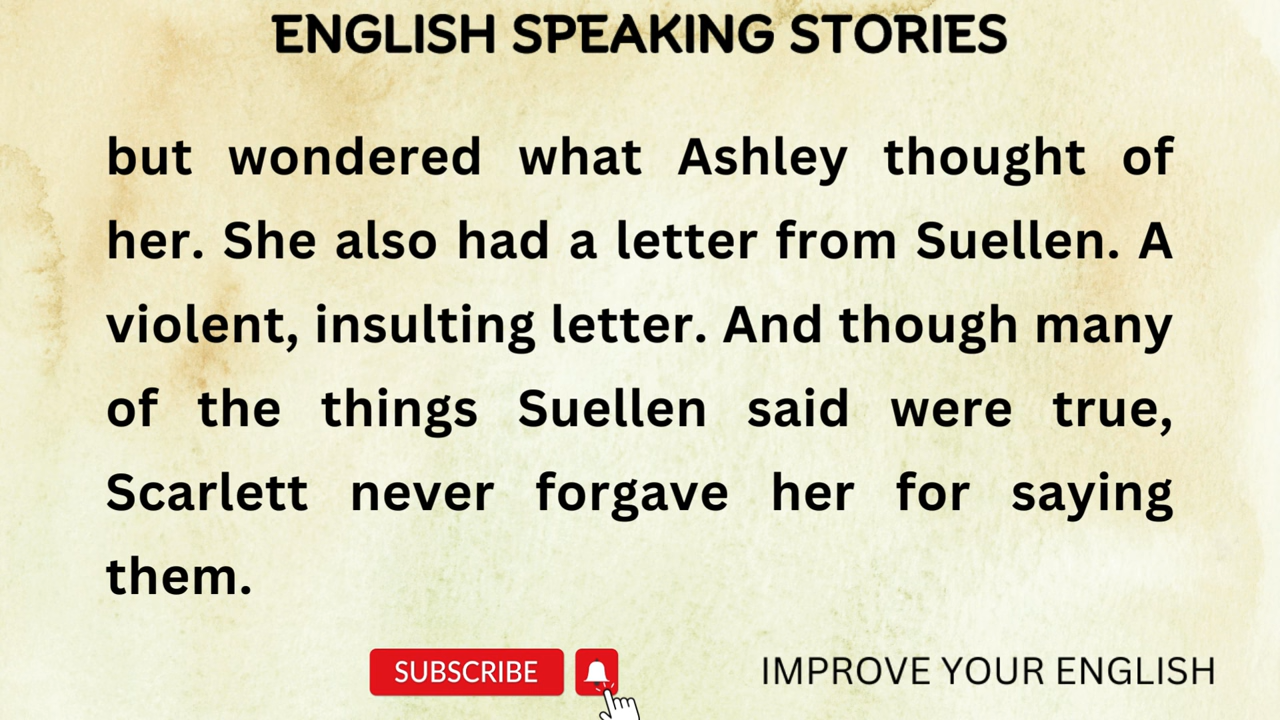 ENGLISH SPEAKING STORIES
but wondered what Ashley thought of
her. She also had a letter from Suellen. A
violent, insulting letter. And though many
of the things Suellen said were true,
Scarlett never forgave her for saying
them.
SUBSCRIBE
IMPROVE YOUR ENGLISH